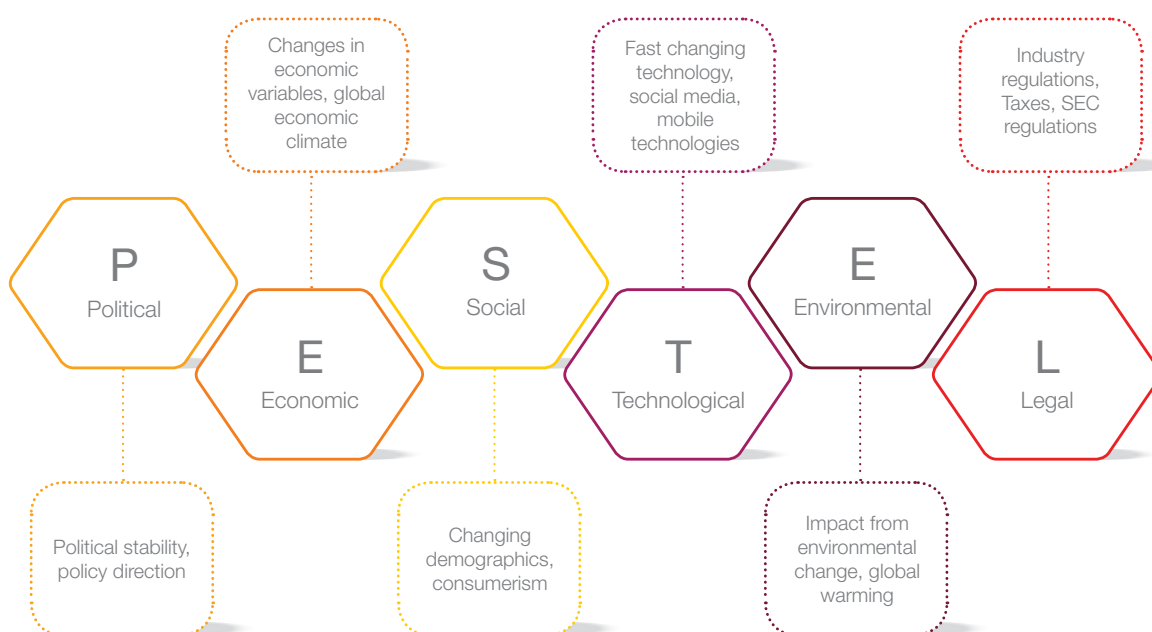 Changes in
economic
variables, global
economic
climate
Fast changing
technology,
social media,
mobile
technologies
Industry
regulations,
Taxes, SEC
regulations
P
Political
E
Economic
S
Social
T
Technological
E
Environmental
L
Legal
Political stability,
policy direction
Changing
demographics,
consumerism
Impact from
environmental
change, global
warming